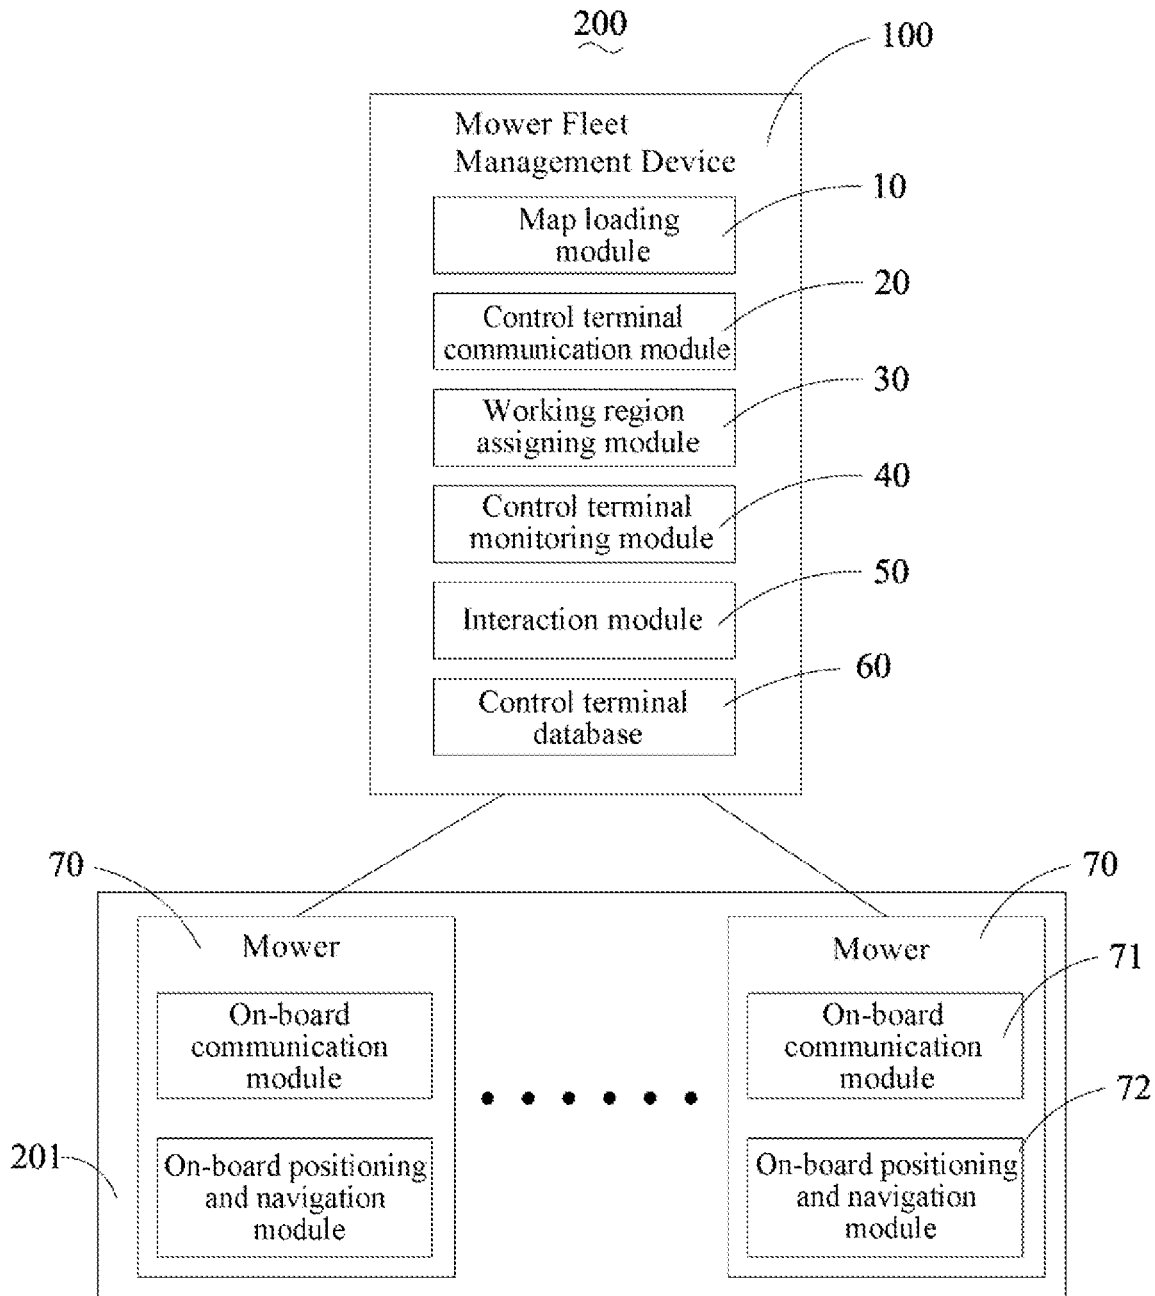 200
100
Mower Fleet
Management Device
10
Map loading
module
20
Control terminal
communication module
30
Working region
assigning module
40
Control terminal
monitoring module
50
Interaction module
60
Control terminal
database
70
70
Mower
Mower
71
On-board
communication
module
On-board
communication
module
72
201
On-board positioning
and navigation
module
On-board positioning
and navigation
module